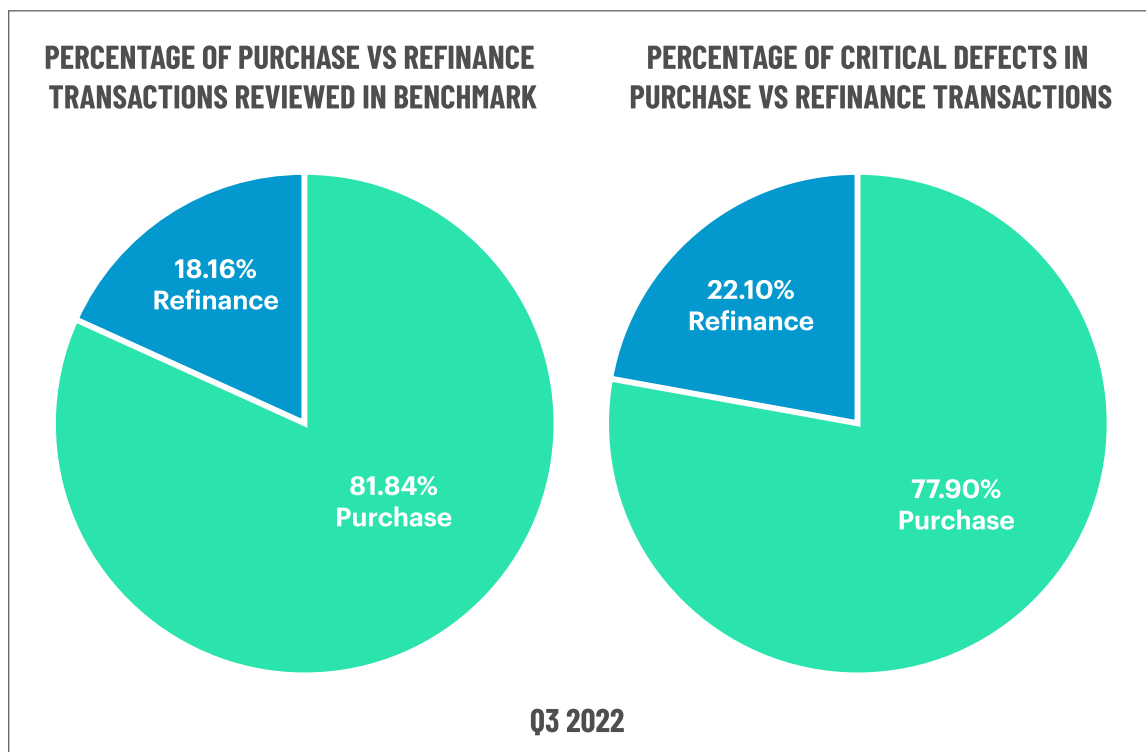 PERCENTAGE OF PURCHASE VS REFINANCE
TRANSACTIONS REVIEWED IN BENCHMARK
18.16%
Refinance
81.84%
Purchase
PERCENTAGE OF CRITICAL DEFECTS IN
PURCHASE VS REFINANCE TRANSACTIONS
22.10%
Refinance
77.90%
Purchase
Q3 2022